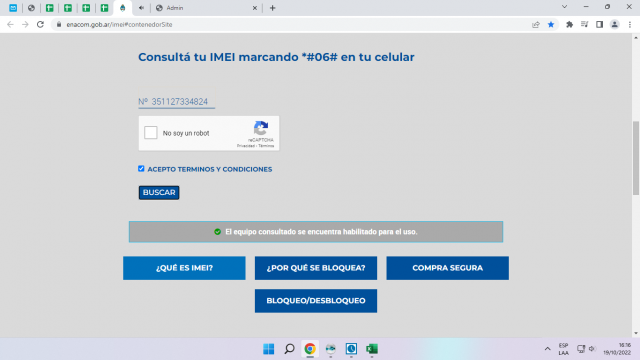 Admin
enacom.gob.ar/imei#contenedorSite
Consultá tu IMEI marcando *#06# en tu celular
Nº 351127334824
No soy un robot
reCAPTCHA
Privacidad - Términos
ACEPTO TERMINOS Y CONDICIONES
BUSCAR
El equipo consultado se encuentra habilitado para el uso.
¿QUÉ ES IMEI?
¿POR QUÉ SE BLOQUEA?
COMPRA SEGURA
BLOQUEO/DESBLOQUEO
ESP
LAA
16:16
19/10/2022